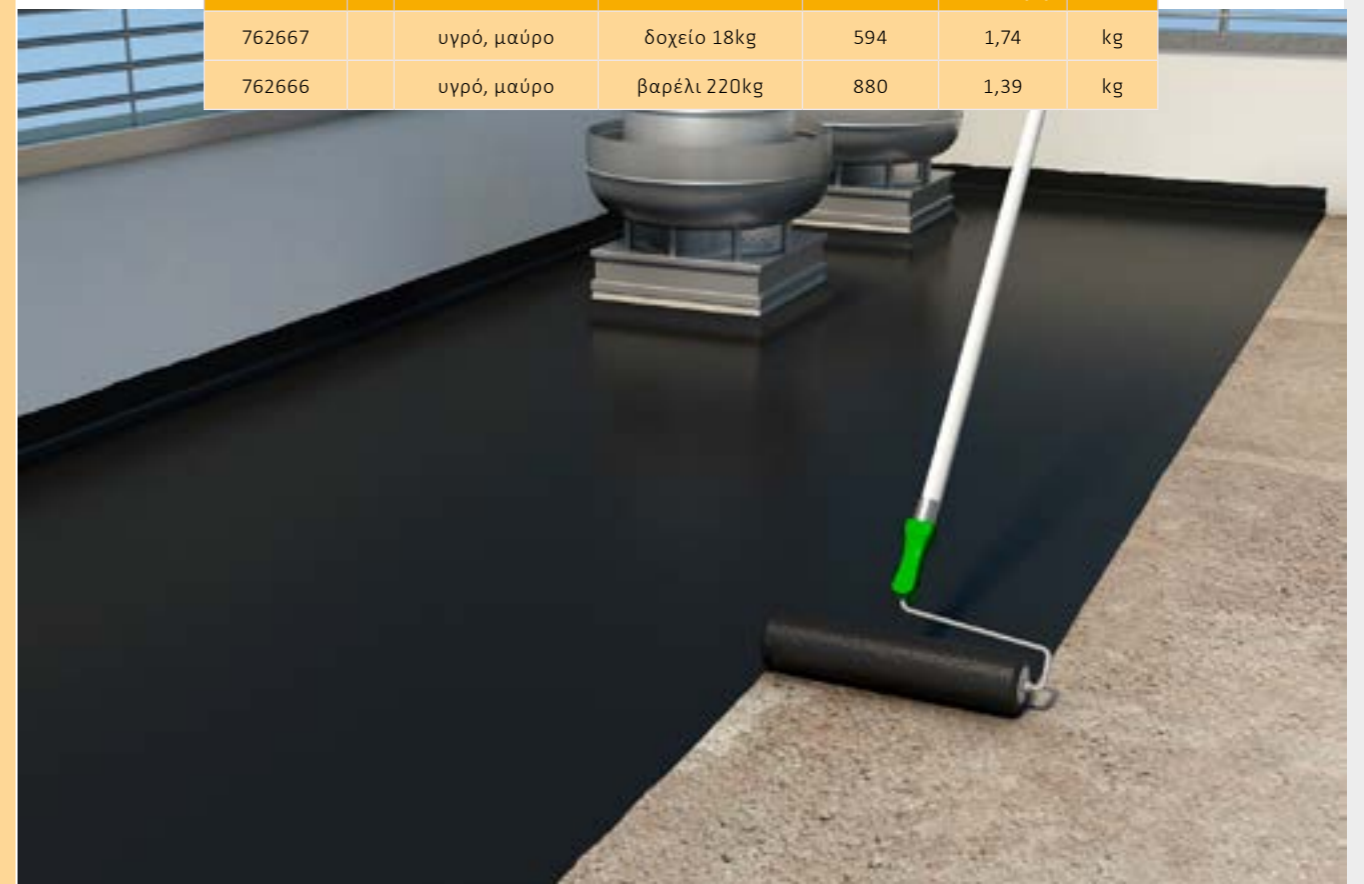 762667 υγρό, μαύρο δοχείο 18kg 594 1,74 kg
762666 υγρό, μαύρο βαρέλι 220kg 880 1,39 kg